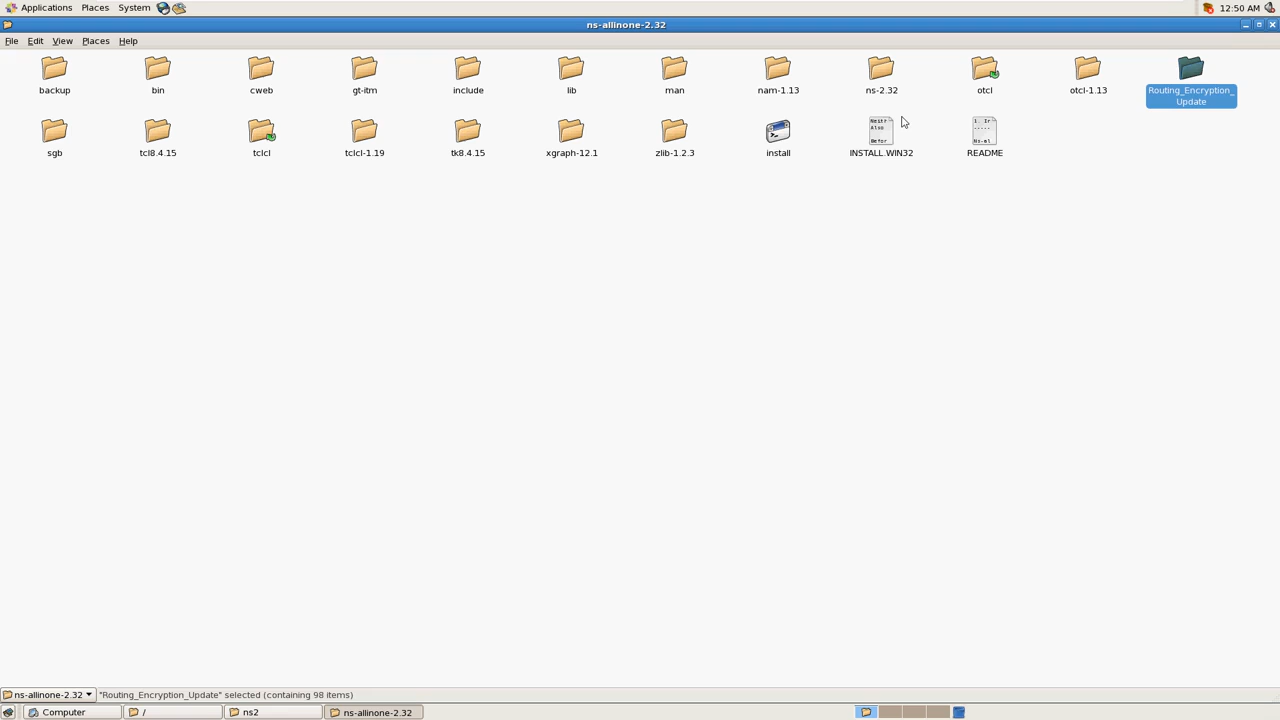 Applications Places System 12:50 AM
ns-allinone-2.32
File Edit View Places Help
backup bin cweb gt-itm include lib man nam-1.13 ns-2.32 otcl otcl-1.13 Routing_Encryption_
Update
sgb tcl8.4.15 tclcl tclcl-1.19 tk8.4.15 xgraph-12.1 zlib-1.2.3 install INSTALL.WIN32 README
ns-allinone-2.32 "Routing_Encryption_Update" selected (containing 98 items)
Computer / ns2 ns-allinone-2.32